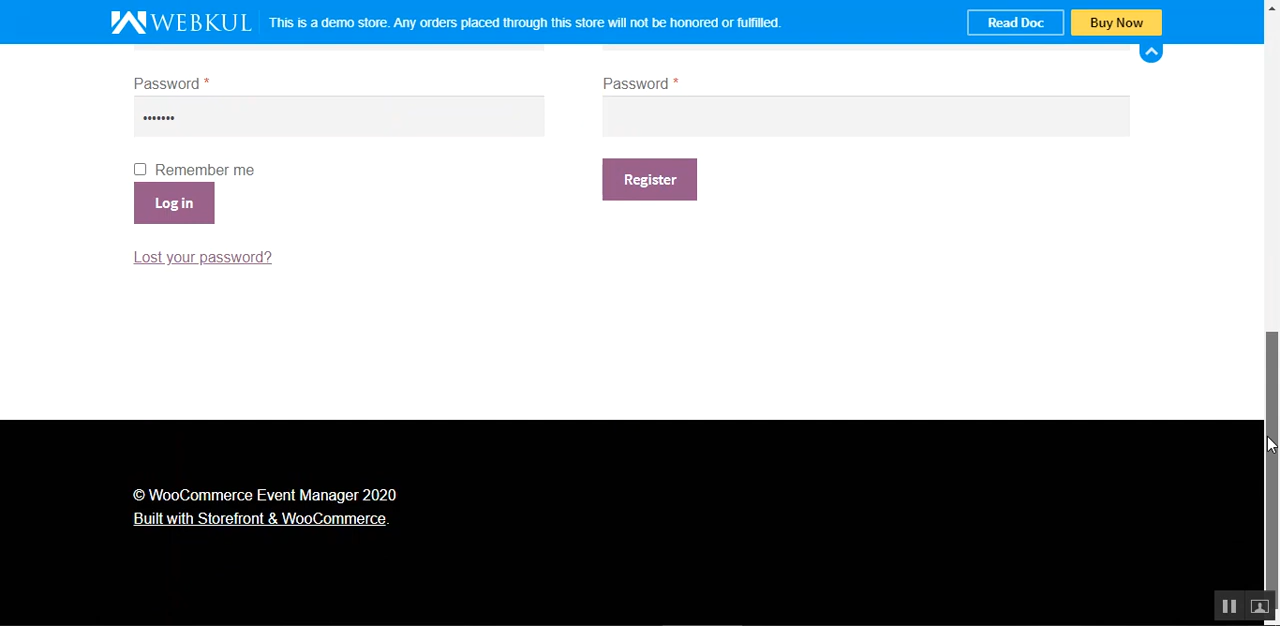 WEBKUL
This is a demo store. Any orders placed through this store will not be honored or fulfilled.
Read Doc
Buy Now
Password *
Password *
•••••••
Remember me
Register
Log in
Lost your password?
© WooCommerce Event Manager 2020
Built with Storefront & WooCommerce.